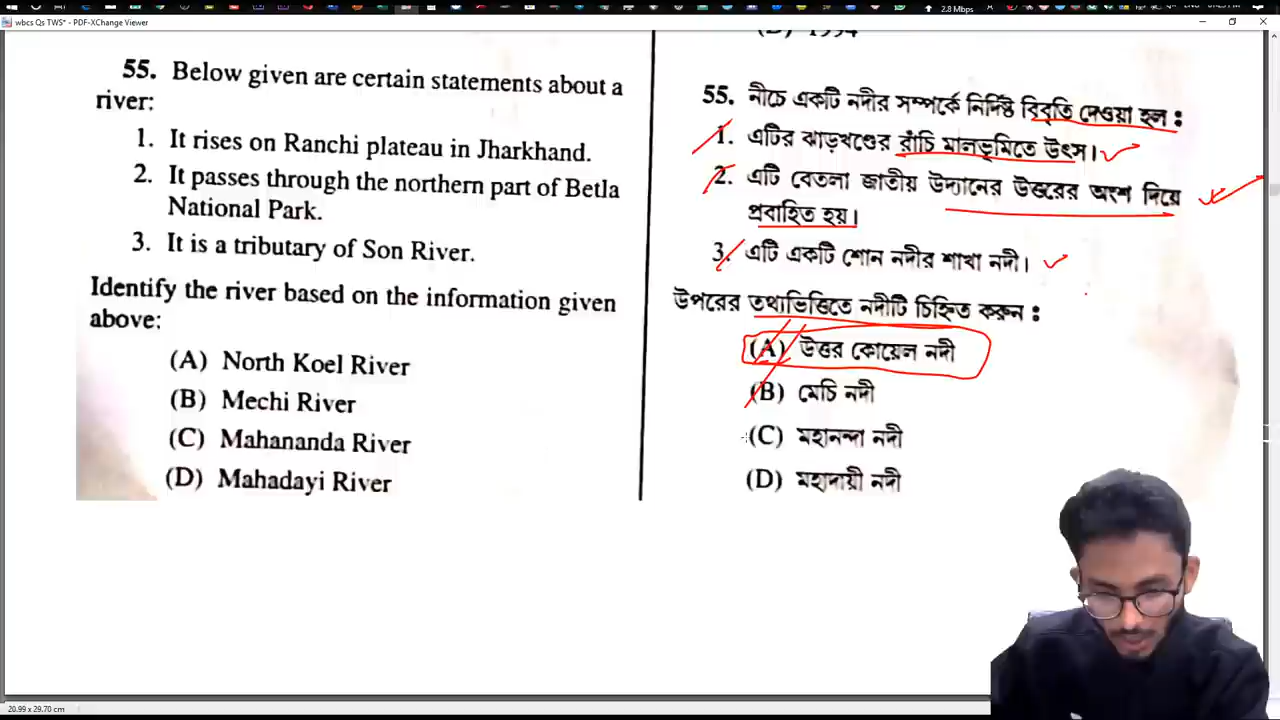 wbcs Qs TWS* - PDF-XChange Viewer
2.8 Mbps
55. Below given are certain statements about a
river:
1. It rises on Ranchi plateau in Jharkhand.
2. It passes through the northern part of Betla
National Park.
3. It is a tributary of Son River.
Identify the river based on the information given
above:
(A) North Koel River
(B) Mechi River
(C) Mahananda River
(D) Mahadayi River
(D) 1994
55. নীচে একটি নদীর সম্পর্কে নির্দিষ্ট বিবৃতি দেওয়া হল :
1. এটির ঝাড়খণ্ডের রাঁচি মালভূমিতে উৎস।
2. এটি বেতলা জাতীয় উদ্যানের উত্তরের অংশ দিয়ে
প্রবাহিত হয়।
3. এটি একটি শোন নদীর শাখা নদী।
উপরের তথ্যভিত্তিতে নদীটি চিহ্নিত করুন :
(A) উত্তর কোয়েল নদী
(B) মেচি নদী
(C) মহানন্দা নদী
(D) মহাদায়ী নদী
20.99 x 29.70 cm